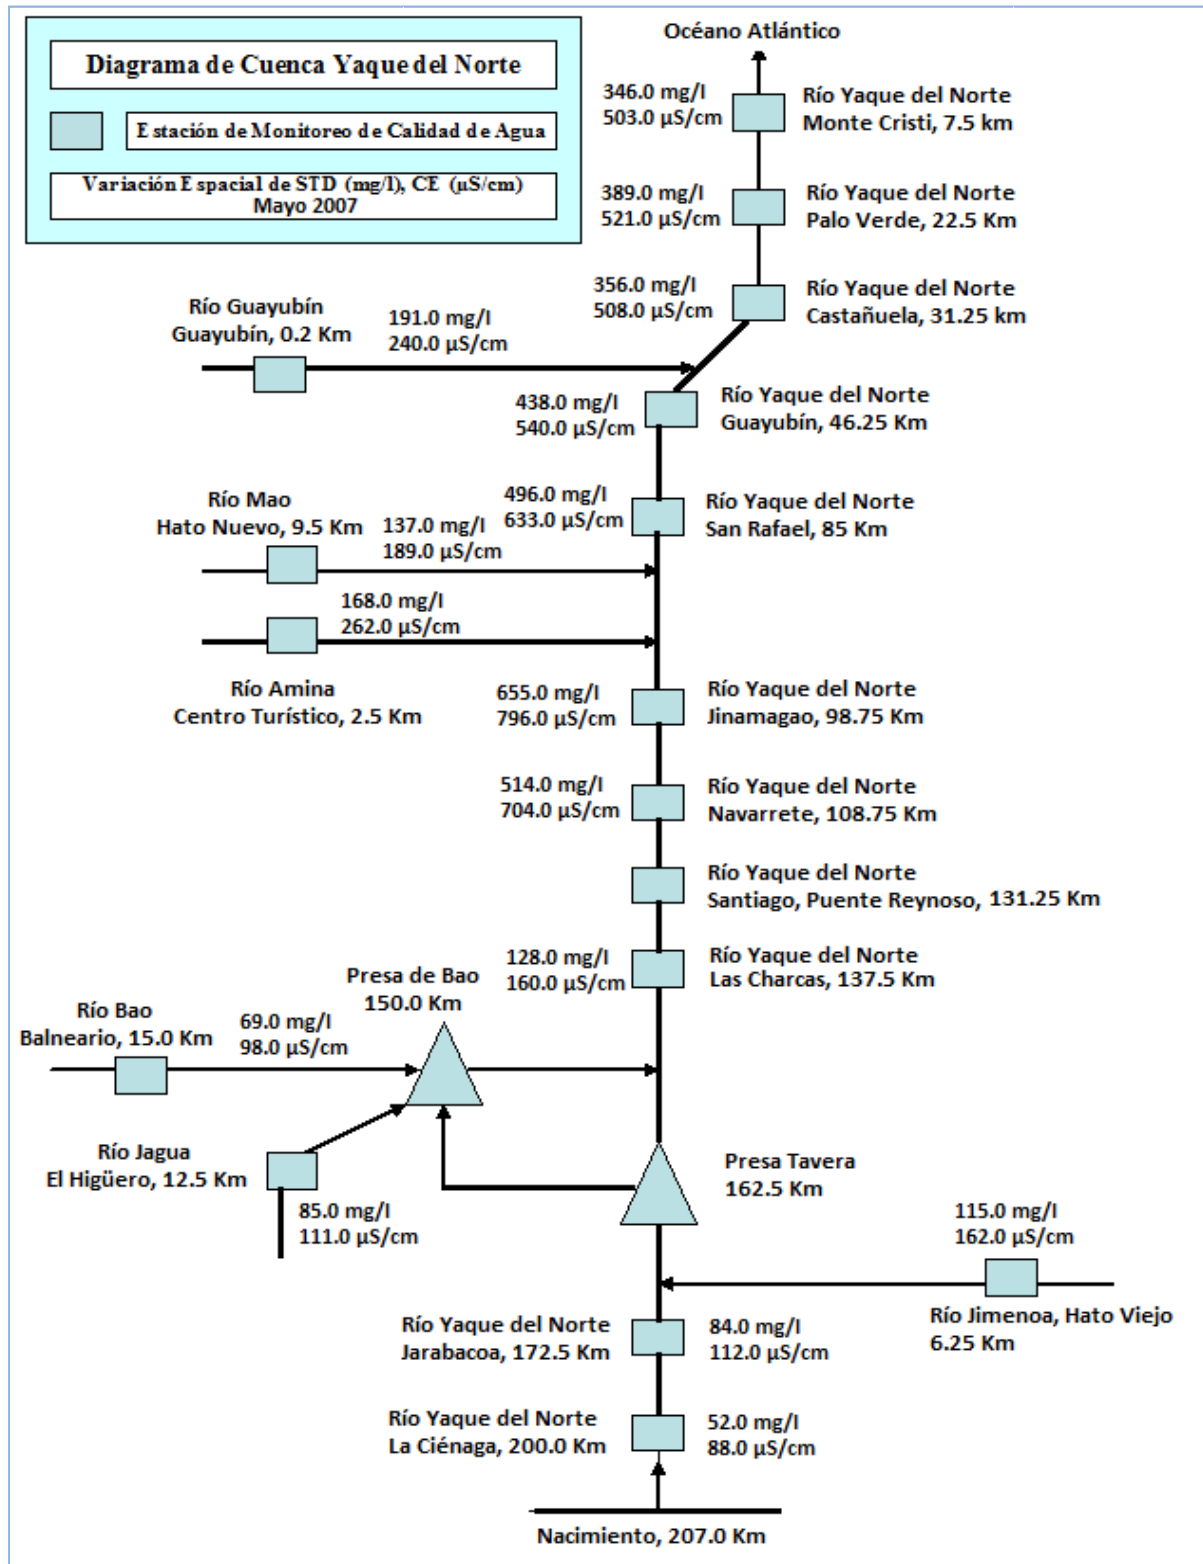 Diagrama de Cuenca Yaque del Norte
Estación de Monitoreo de Calidad de Agua
Variación Espacial de STD (mg/l), CE (µS/cm)
Mayo 2007
Océano Atlántico
346.0 mg/l
503.0 µS/cm
Río Yaque del Norte
Monte Cristi, 7.5 km
389.0 mg/l
521.0 µS/cm
Río Yaque del Norte
Palo Verde, 22.5 Km
356.0 mg/l
508.0 µS/cm
Río Yaque del Norte
Castañuela, 31.25 km
Río Guayubín
Guayubín, 0.2 Km
191.0 mg/l
240.0 µS/cm
438.0 mg/l
540.0 µS/cm
Río Yaque del Norte
Guayubín, 46.25 Km
Río Mao
Hato Nuevo, 9.5 Km
137.0 mg/l
189.0 µS/cm
496.0 mg/l
633.0 µS/cm
Río Yaque del Norte
San Rafael, 85 Km
168.0 mg/l
262.0 µS/cm
Río Amina
Centro Turístico, 2.5 Km
655.0 mg/l
796.0 µS/cm
Río Yaque del Norte
Jinamagao, 98.75 Km
514.0 mg/l
704.0 µS/cm
Río Yaque del Norte
Navarrete, 108.75 Km
Río Yaque del Norte
Santiago, Puente Reynoso, 131.25 Km
128.0 mg/l
160.0 µS/cm
Río Yaque del Norte
Las Charcas, 137.5 Km
Presa de Bao
150.0 Km
Río Bao
Balneario, 15.0 Km
69.0 mg/l
98.0 µS/cm
Río Jagua
El Higüero, 12.5 Km
85.0 mg/l
111.0 µS/cm
Presa Tavera
162.5 Km
115.0 mg/l
162.0 µS/cm
Río Jimenoa, Hato Viejo
6.25 Km
Río Yaque del Norte
Jarabacoa, 172.5 Km
84.0 mg/l
112.0 µS/cm
Río Yaque del Norte
La Ciénaga, 200.0 Km
52.0 mg/l
88.0 µS/cm
Nacimiento, 207.0 Km